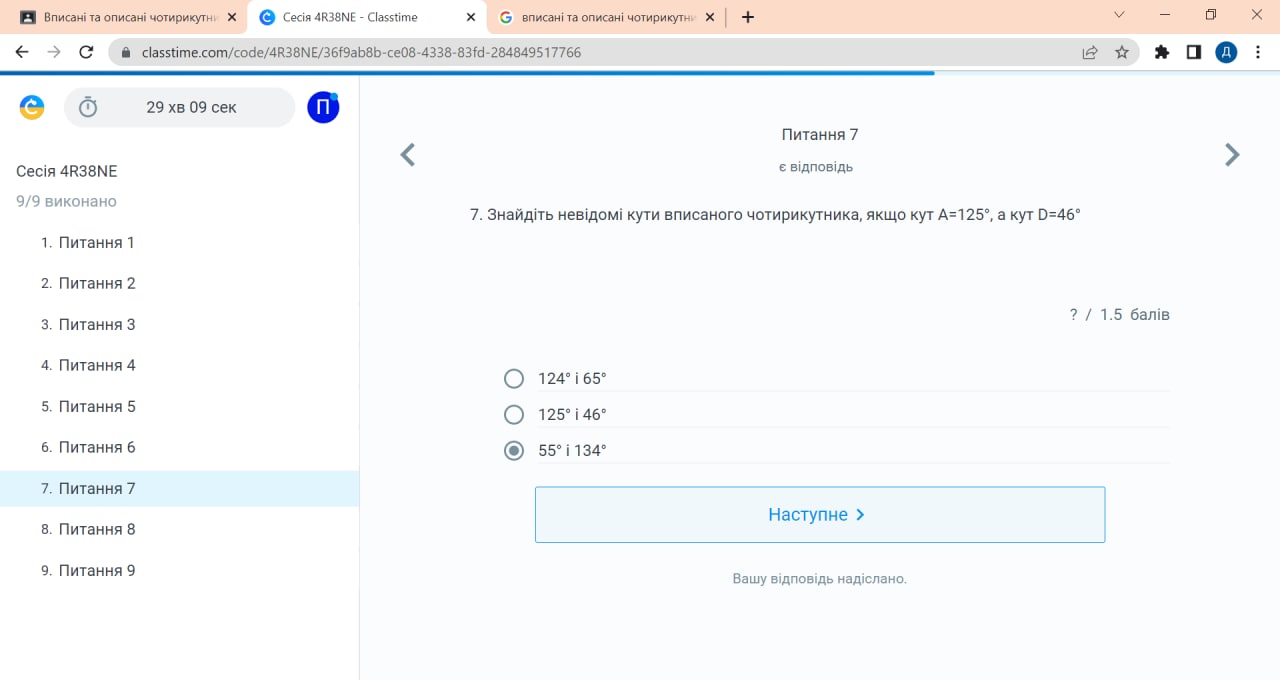 Вписані та описані чотирикутни
Сесія 4R38NE - Classtime
вписані та описані чотирикутни
classtime.com/code/4R38NE/36f9ab8b-ce08-4338-83fd-284849517766
Д
29 хв 09 сек
П
Сесія 4R38NE
9/9 виконано
1. Питання 1
2. Питання 2
3. Питання 3
4. Питання 4
5. Питання 5
6. Питання 6
7. Питання 7
8. Питання 8
9. Питання 9
Питання 7
є відповідь
7. Знайдіть невідомі кути вписаного чотирикутника, якщо кут A=125°, а кут D=46°
? / 1.5 балів
124° і 65°
125° і 46°
55° і 134°
Наступне
Вашу відповідь надіслано.